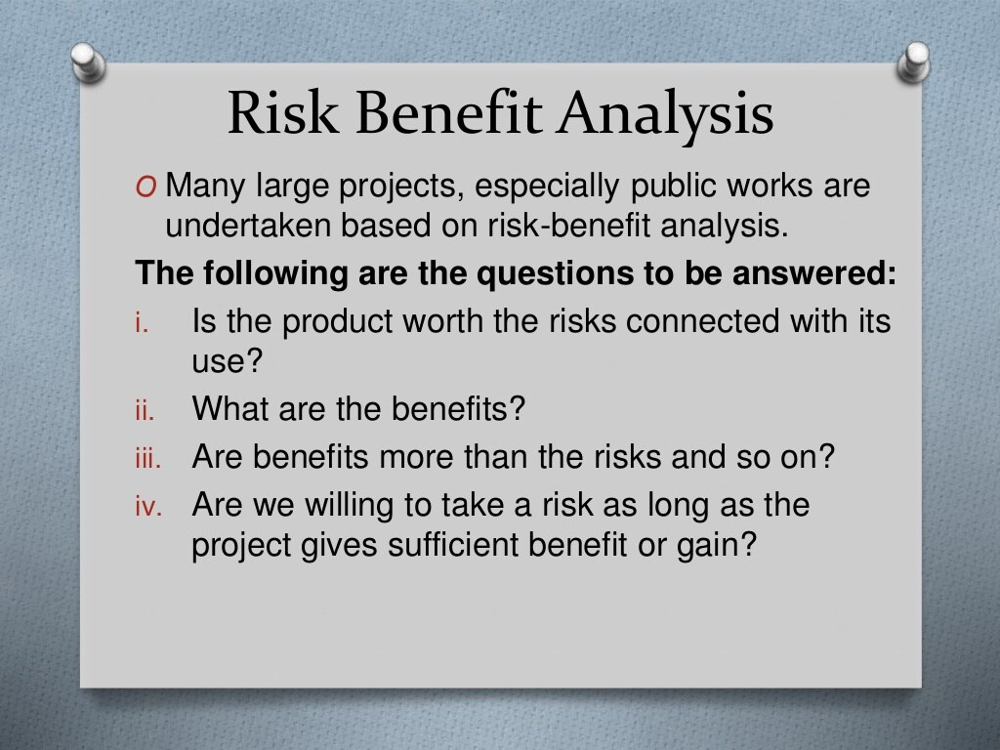 Risk Benefit Analysis
O Many large projects, especially public works are
undertaken based on risk-benefit analysis.
The following are the questions to be answered:
i. Is the product worth the risks connected with its
use?
ii. What are the benefits?
iii. Are benefits more than the risks and so on?
iv. Are we willing to take a risk as long as the
project gives sufficient benefit or gain?